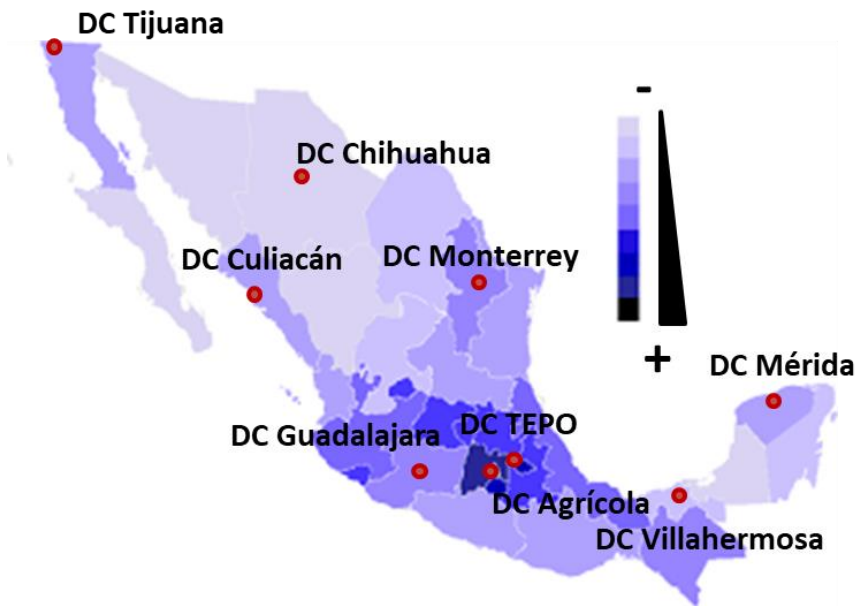 DC Tijuana
-
DC Chihuahua
DC Culiacán
DC Monterrey
+
DC Mérida
DC Guadalajara
DC TEPO
DC Agrícola
DC Villahermosa